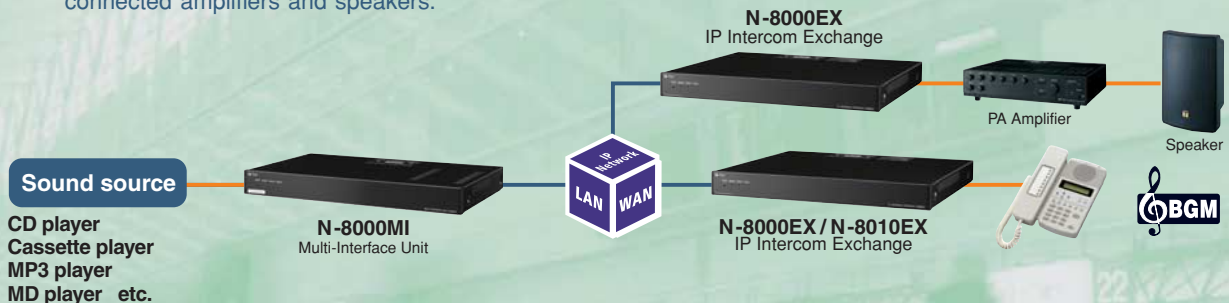 connected amplifiers and speakers.
N-8000EX
IP Intercom Exchange
PA Amplifier
Speaker
Sound source
CD player
Cassette player
MP3 player
MD player etc.
N-8000MI
Multi-Interface Unit
IP
Network
LAN
WAN
N-8000EX / N-8010EX
IP Intercom Exchange
BGM